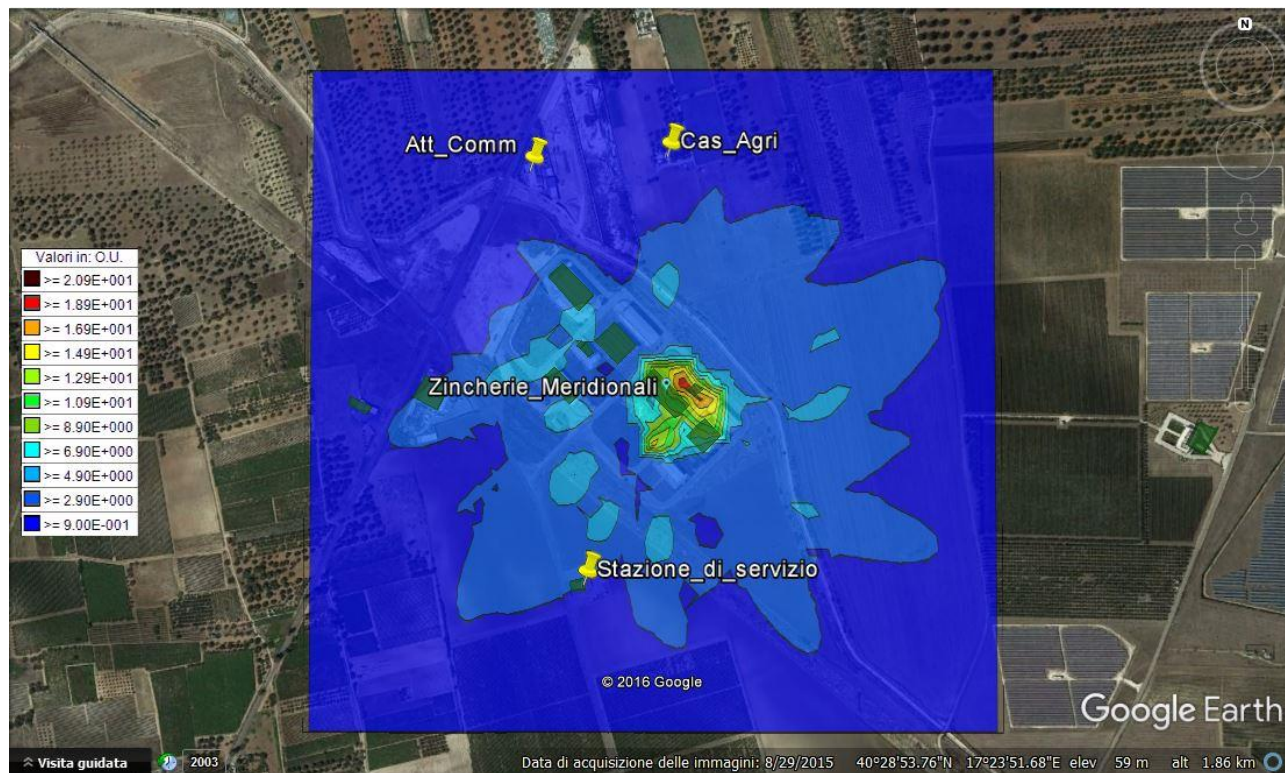 N
Att_Comm
Cas_Agri
Valori in: O.U.
>= 2.09E+001
>= 1.89E+001
>= 1.69E+001
>= 1.49E+001
>= 1.29E+001
>= 1.09E+001
>= 8.90E+000
>= 6.90E+000
>= 4.90E+000
>= 2.90E+000
>= 9.00E-001
Zincherie_Meridionali
Stazione_di_servizio
© 2016 Google
Google Earth
Visita guidata
2003
Data di acquisizione delle immagini: 8/29/2015 40°28'53.76"N 17°23'51.68"E elev 59 m alt 1.86 km